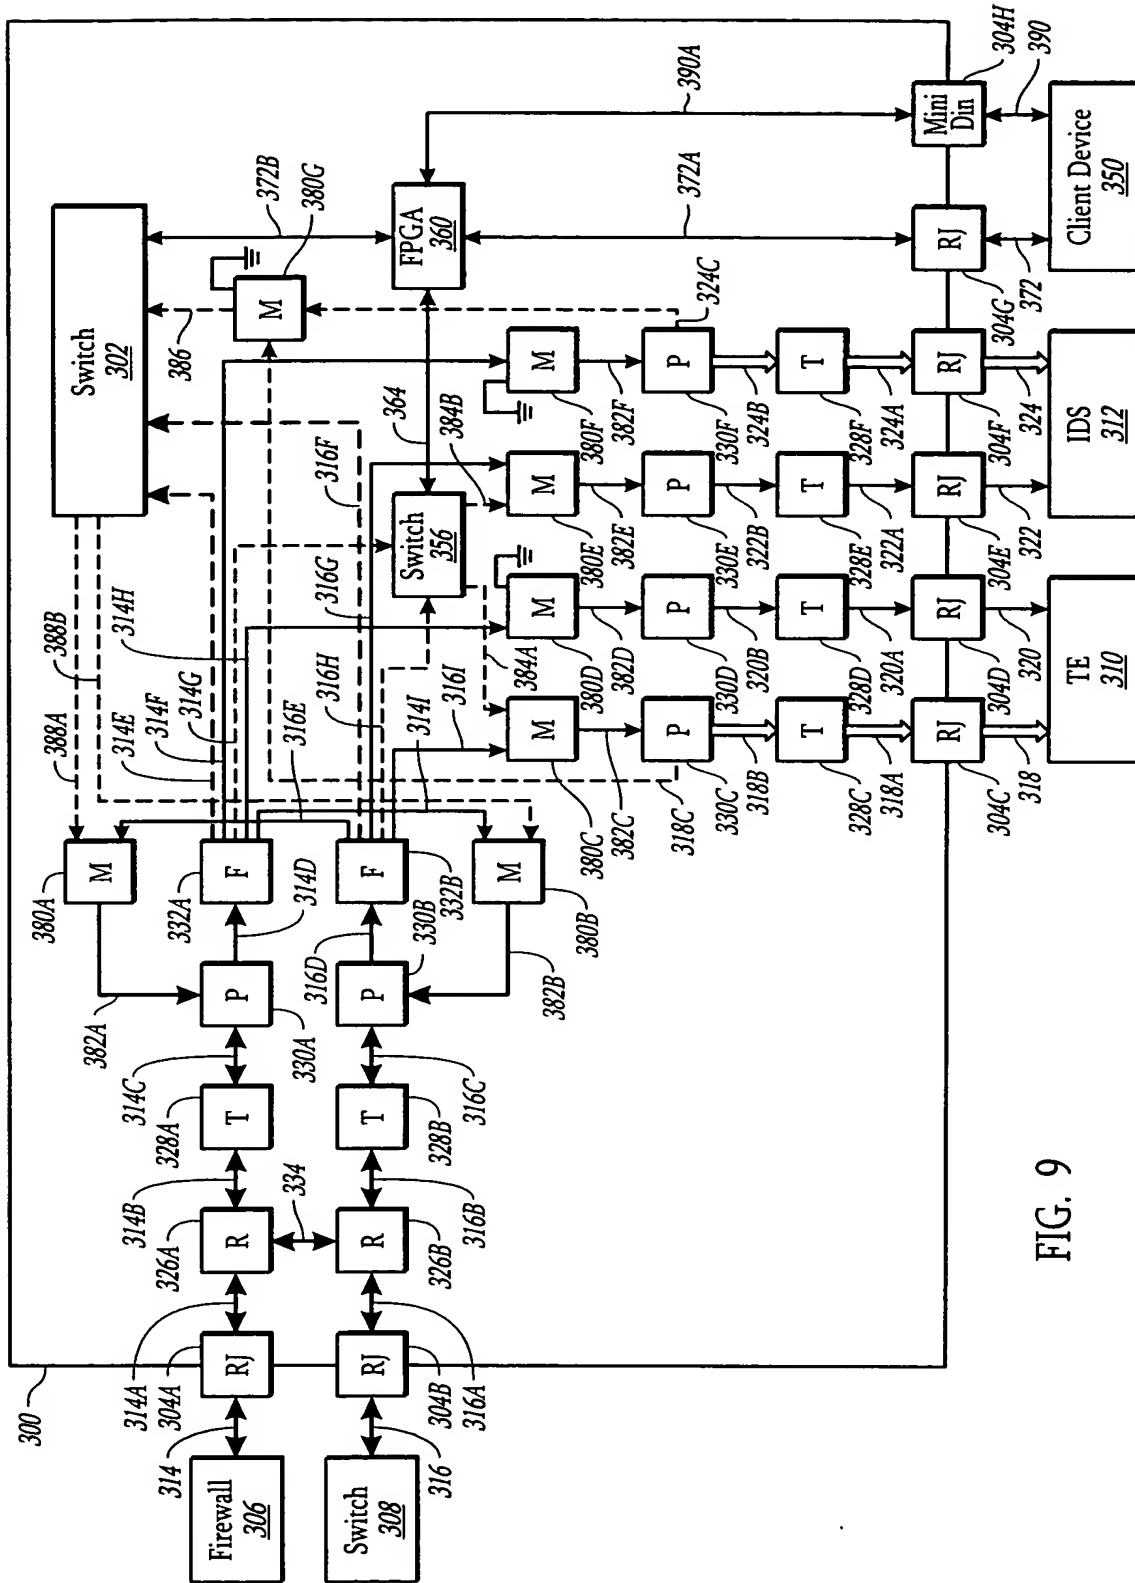 300
Firewall
306
314
304A
314A
RJ
326A
314B
R
328A
314C
T
382A
P
330A
380A
M
332A
F
314D
388A
388B
314E
314F
314G
314H
316E
314I
Switch
302
386
372B
380G
M
Switch
308
316
RJ
304B
316A
334
R
326B
316B
T
328B
316C
316D
P
330B
F
332B
M
380B
382B
316H
316G
316F
316I
364
Switch
356
384A
384B
FPGA
360
390A
372A
M
380C
382C
M
380D
382D
M
380E
382E
M
380F
382F
318C
P
330C
318B
P
330D
320B
P
330E
322B
P
330F
324B
324C
T
328C
318A
T
328D
320A
T
328E
322A
T
328F
324A
RJ
304C
318
RJ
304D
320
RJ
304E
322
RJ
304F
324
RJ
304G
372
Mini
Din
304H
390
TE
310
IDS
312
Client Device
350
FIG. 9